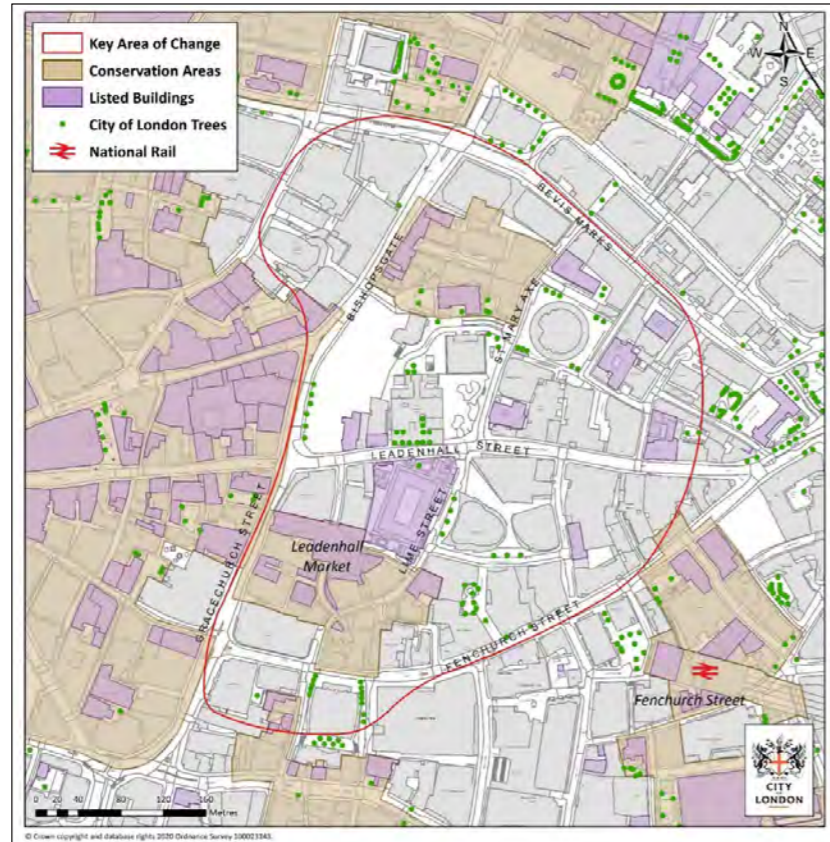 Key Area of Change
Conservation Areas
Listed Buildings
City of London Trees
National Rail
N
W E
S
BEVIS MARKS
BISHOPSGATE
ST MARY AXE
LEADENHALL STREET
LIME STREET
Leadenhall
Market
GRACECHURCH STREET
FENCHURCH STREET
Fenchurch Street
0 20 40 80 120 160
Metres
CITY
OF
LONDON
© Crown copyright and database rights 2020 Ordnance Survey 100023243.